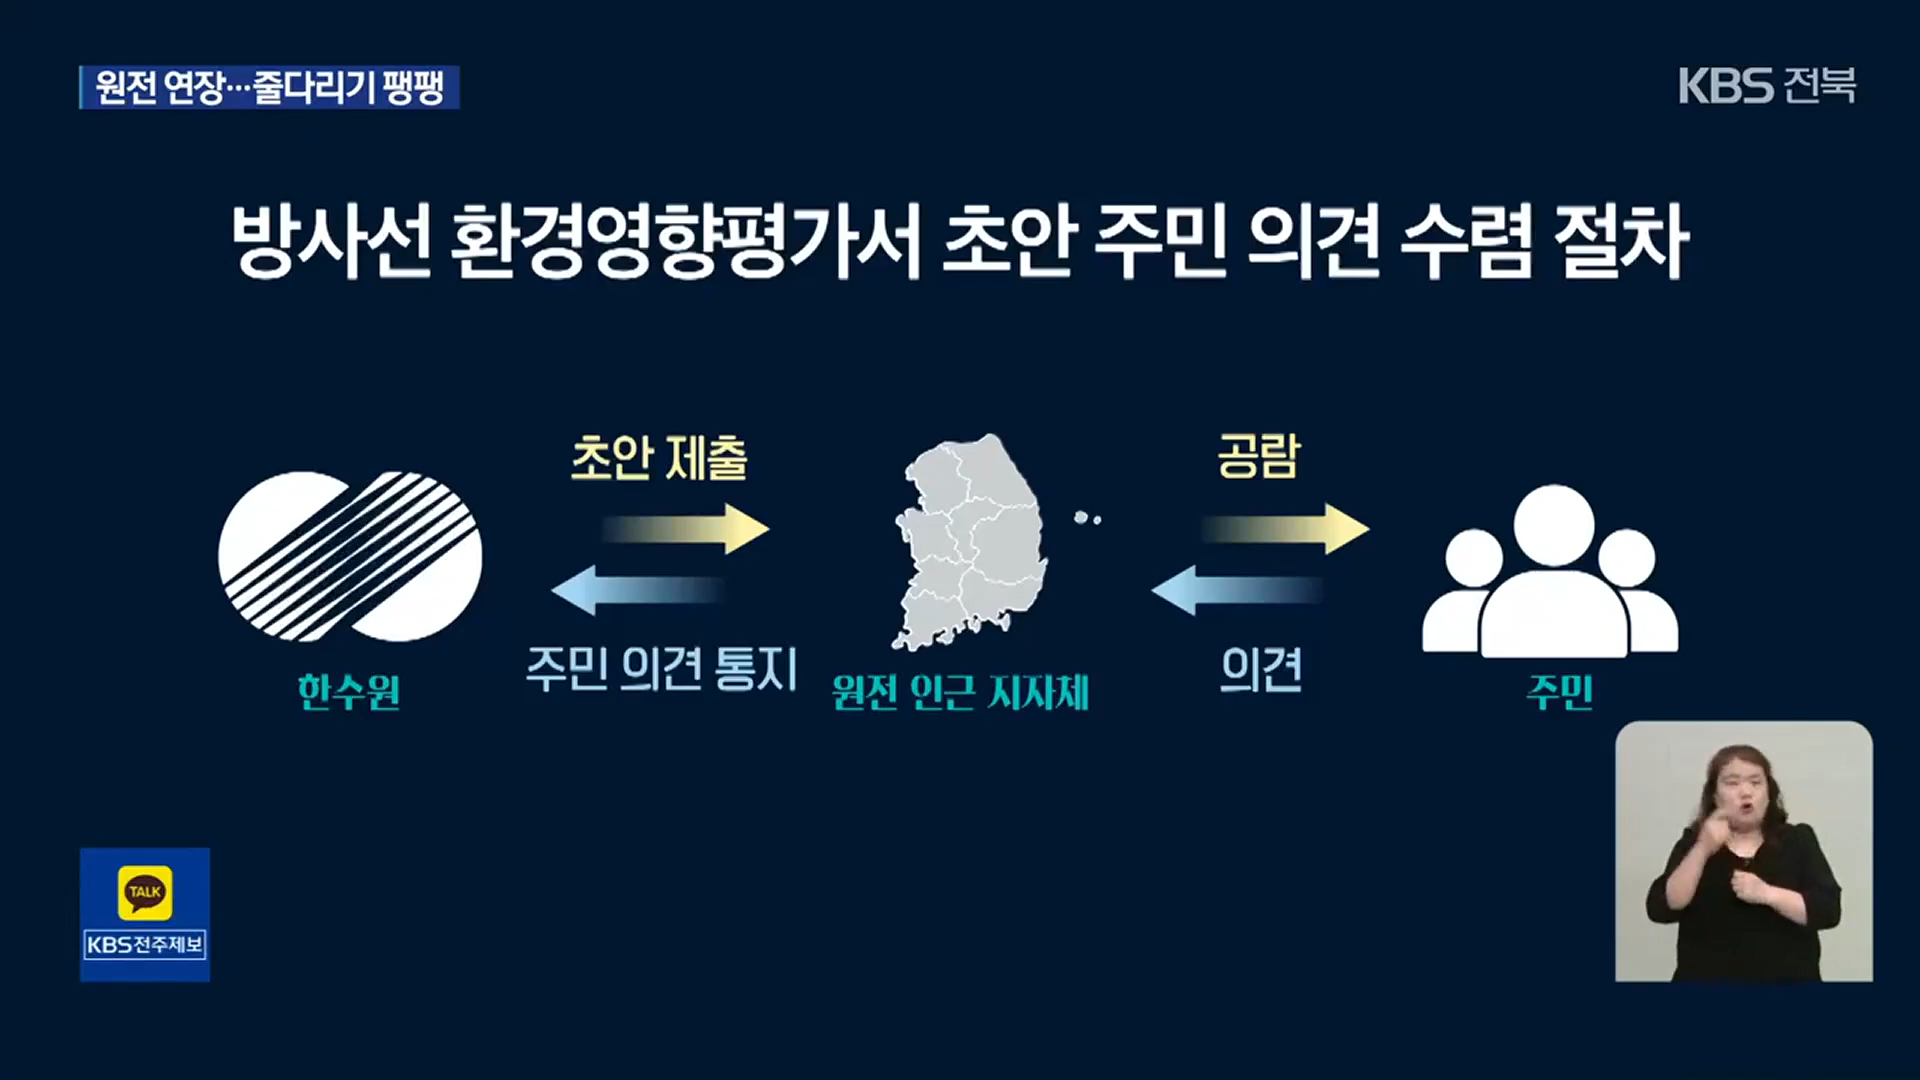 원전 연장…줄다리기 팽팽
KBS 전북
방사선 환경영향평가서 초안 주민 의견 수렴 절차
초안 제출
공람
주민 의견 통지
의견
한수원
원전 인근 지자체
주민
TALK
KBS전주제보